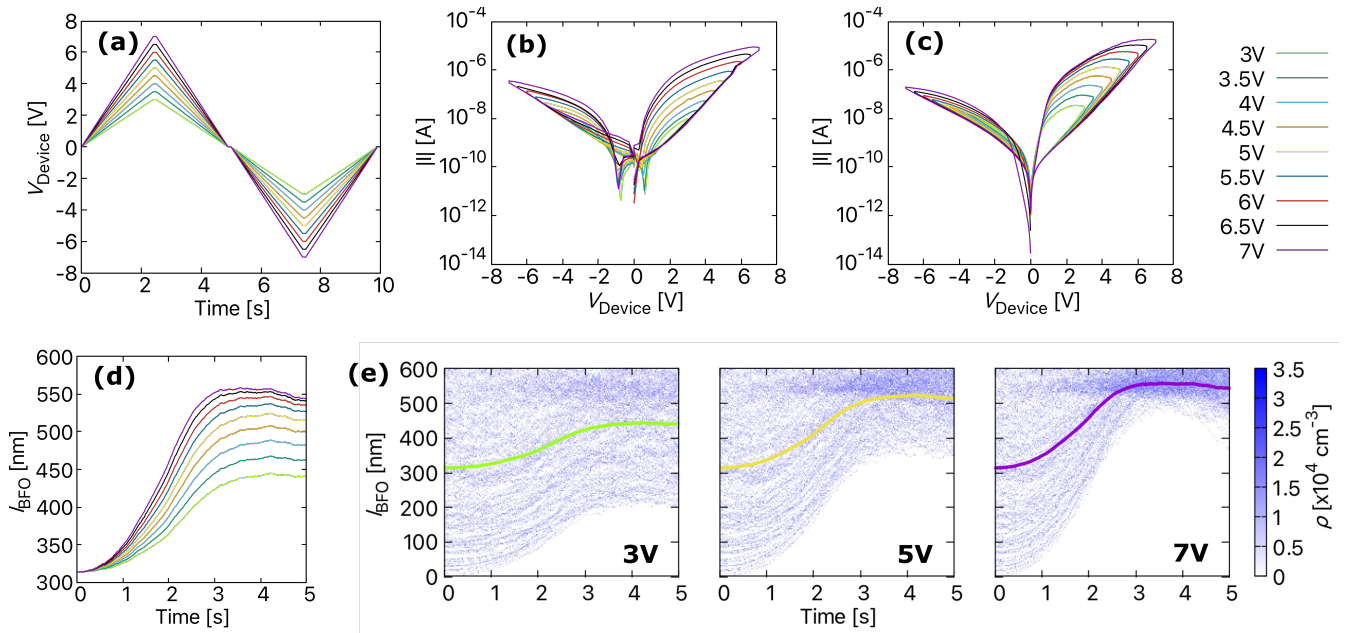 (a)
8
6
4
2
0
-2
-4
-6
-8
V_Device [V]
0 2 4 6 8 10
Time [s]
(b)
10⁻⁴
10⁻⁶
10⁻⁸
10⁻¹⁰
10⁻¹²
10⁻¹⁴
|I| [A]
-8 -6 -4 -2 0 2 4 6 8
V_Device [V]
(c)
10⁻⁴
10⁻⁶
10⁻⁸
10⁻¹⁰
10⁻¹²
10⁻¹⁴
|I| [A]
-8 -6 -4 -2 0 2 4 6 8
V_Device [V]
3V
3.5V
4V
4.5V
5V
5.5V
6V
6.5V
7V
(d)
600
550
500
450
400
350
300
l_BFO [nm]
0 1 2 3 4 5
Time [s]
(e)
600
500
400
300
200
100
0
l_BFO [nm]
3V
5V
7V
0 1 2 3 4 5
0 1 2 3 4 5
0 1 2 3 4 5
Time [s]
3.5
3
2.5
2
1.5
1
0.5
0
ρ [x10⁴ cm⁻³]